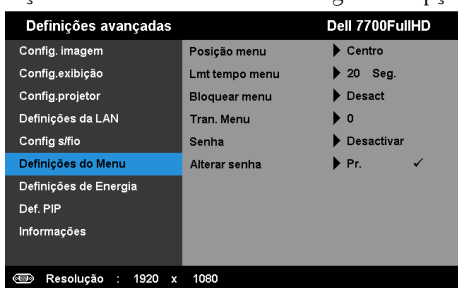 Definições avançadas Dell 7700FullHD
Config. imagem Posição menu Centro
Config.exibição Lmt tempo menu 20 Seg.
Config.projetor Bloquear menu Desact
Definições da LAN Tran. Menu 0
Config s/fio Senha Desactivar
Definições do Menu Alterar senha Pr. ✓
Definições de Energia
Def. PIP
Informações
Resolução : 1920 x 1080